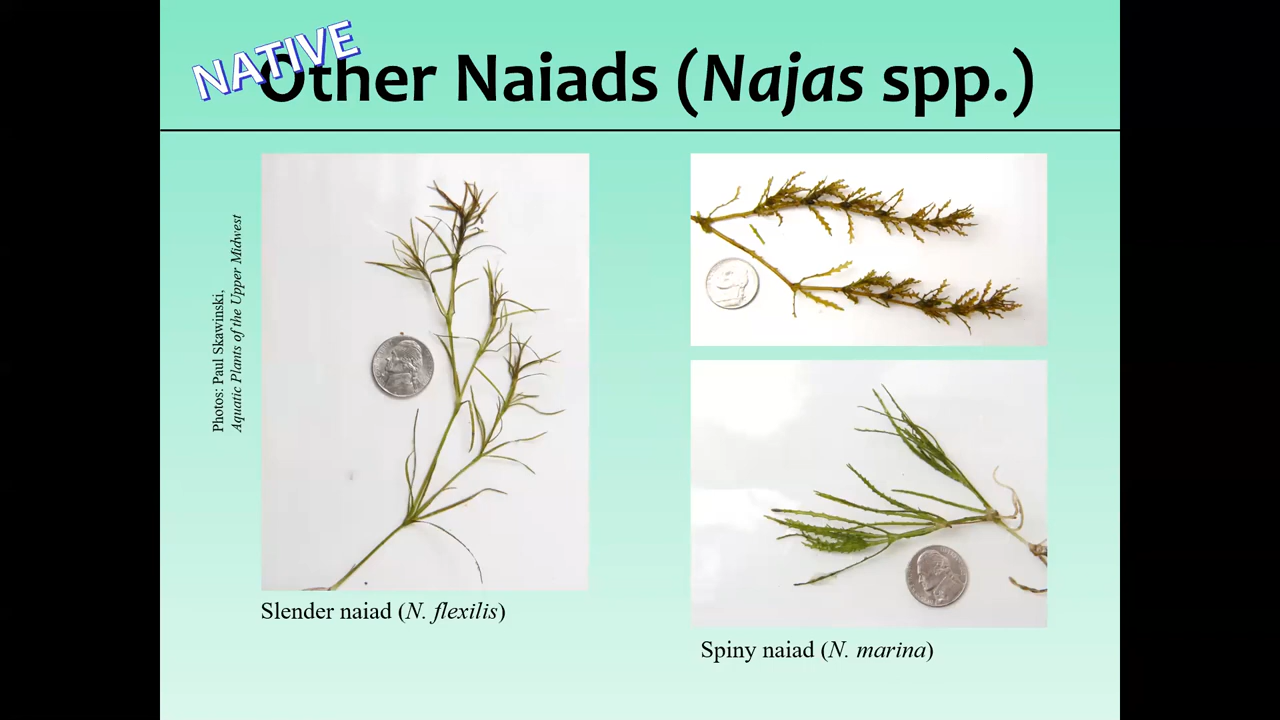 NATIVE
Other Naiads (Najas spp.)
Photos: Paul Skawinski,
Aquatic Plants of the Upper Midwest
Slender naiad (N. flexilis)
Spiny naiad (N. marina)